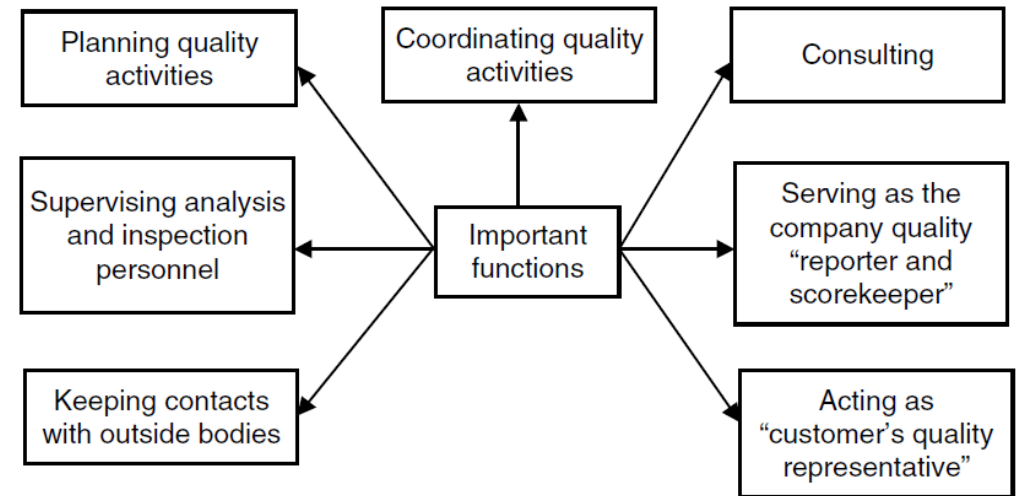 Planning quality
activities
Coordinating quality
activities
Consulting
Supervising analysis
and inspection
personnel
Important
functions
Serving as the
company quality
“reporter and
scorekeeper”
Keeping contacts
with outside bodies
Acting as
“customer’s quality
representative”